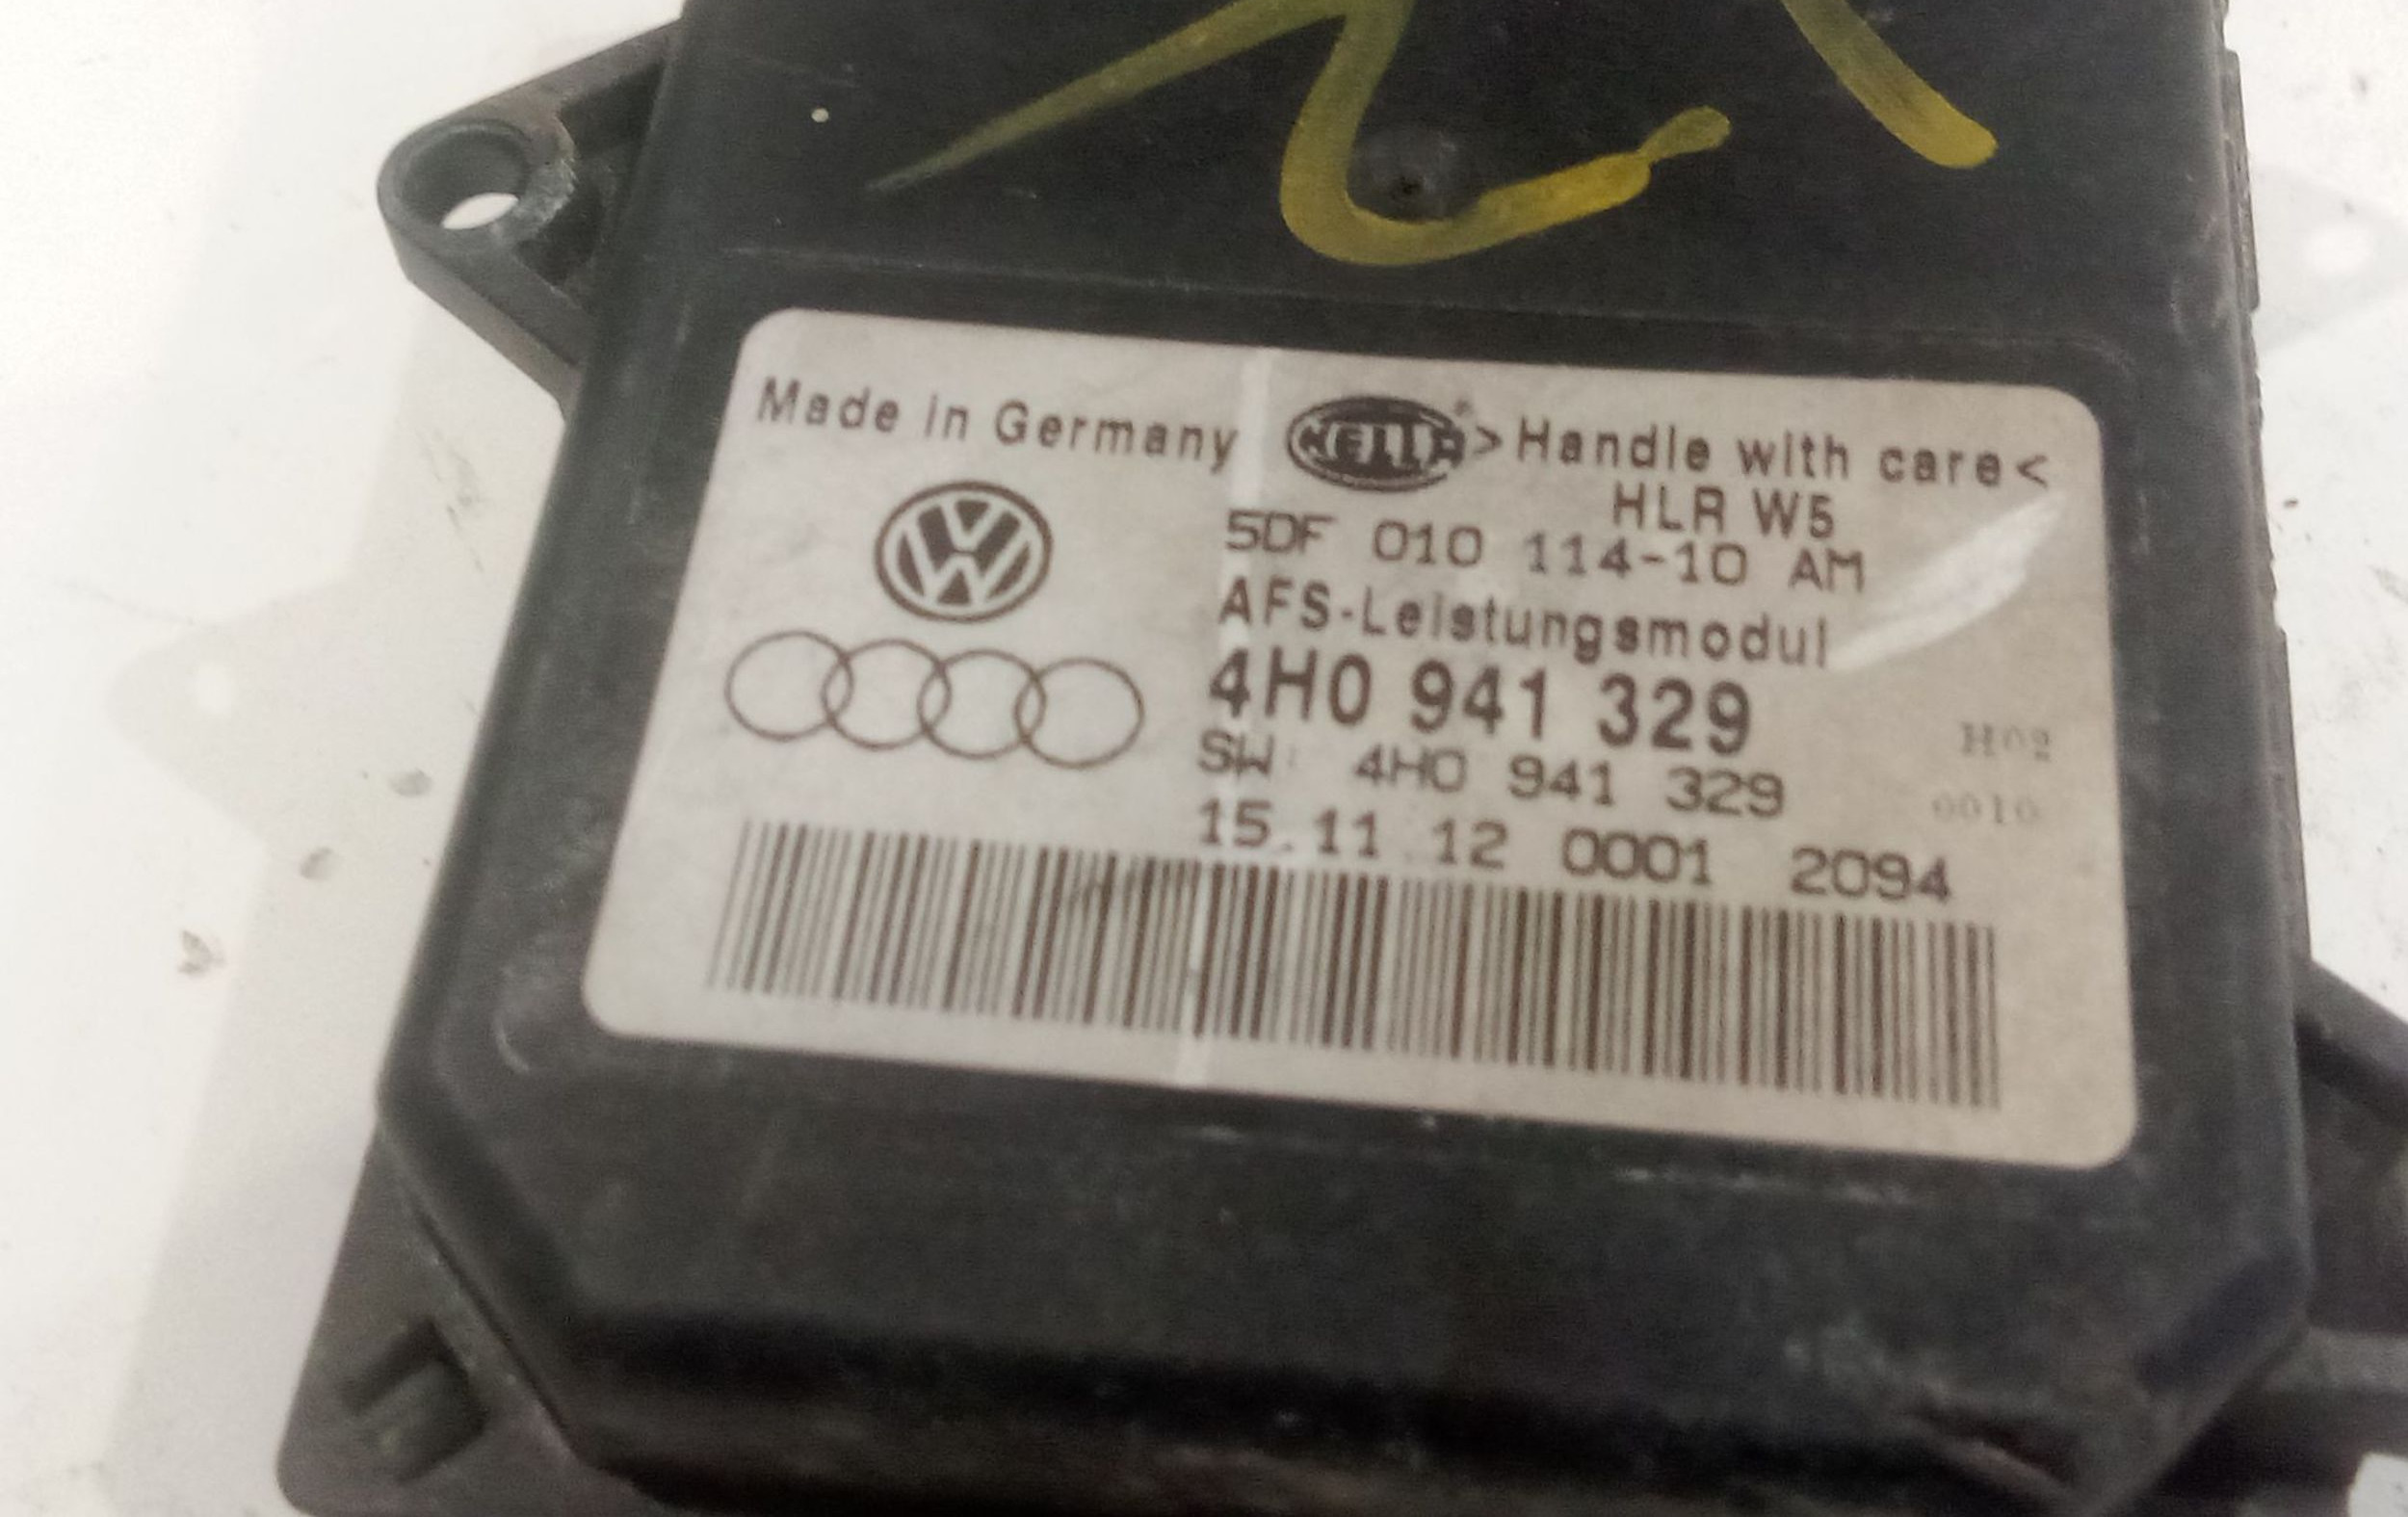 Made in Germany HELLA ® >Handle with care<
HLR W5
5DF 010 114-10 AM
AFS-Leistungsmodul
4H0 941 329
H02
SW: 4H0 941 329
0010
15.11.12 0001 2094